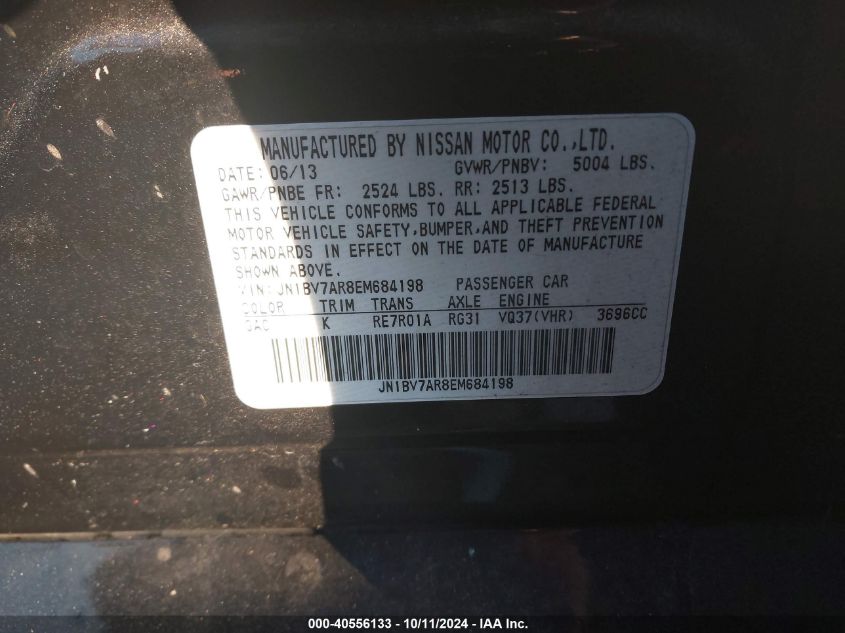 MANUFACTURED BY NISSAN MOTOR CO.,LTD.
DATE: 06/13 GVWR/PNBV: 5004 LBS.
GAWR/PNBE FR: 2524 LBS. RR: 2513 LBS.
THIS VEHICLE CONFORMS TO ALL APPLICABLE FEDERAL
MOTOR VEHICLE SAFETY,BUMPER,AND THEFT PREVENTION
STANDARDS IN EFFECT ON THE DATE OF MANUFACTURE
SHOWN ABOVE.
VIN: JN1BV7AR8EM684198 PASSENGER CAR
COLOR TRIM TRANS AXLE ENGINE
K RE7R01A RG31 VQ37(VHR) 3696CC
JN1BV7AR8EM684198
000-40556133 - 10/11/2024 - IAA Inc.